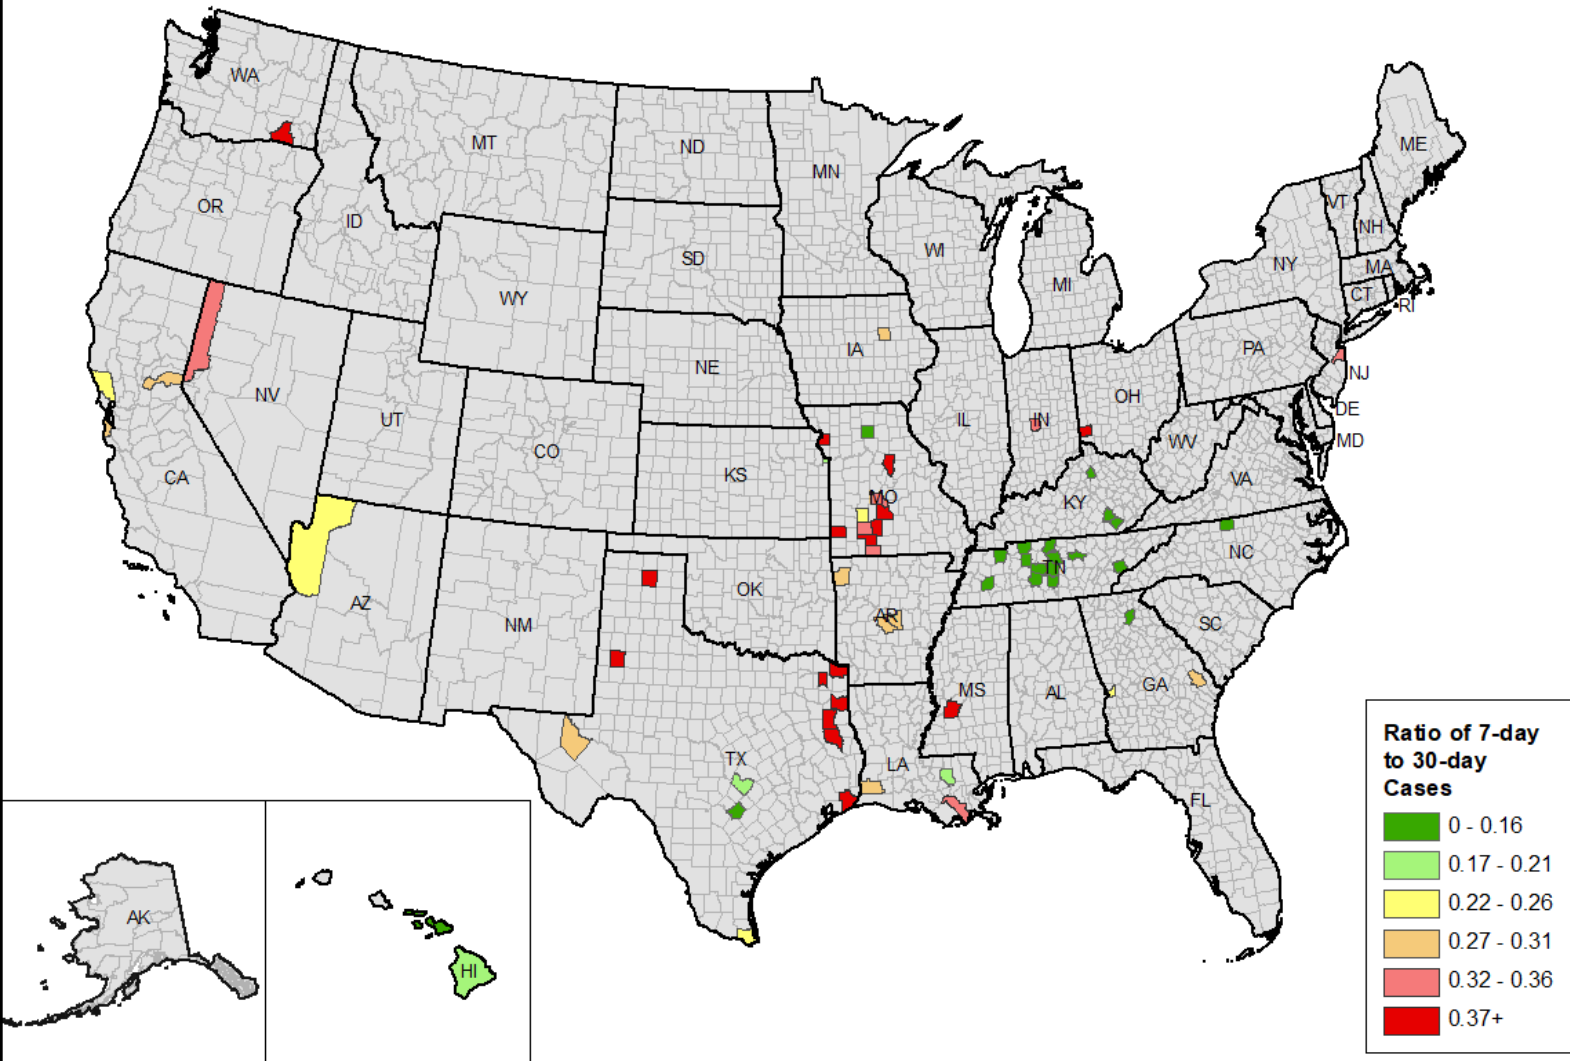 WA
MT
ND
MN
ME
OR
ID
SD
WI
MI
VT
NH
NY
MA
CT
RI
WY
IA
NE
PA
NJ
NV
UT
CO
KS
IL
IN
OH
DE
MD
WV
VA
CA
MO
KY
AZ
NM
OK
AR
TN
NC
SC
MS
AL
GA
TX
LA
FL
AK
HI
Ratio of 7-day
to 30-day
Cases
0 - 0.16
0.17 - 0.21
0.22 - 0.26
0.27 - 0.31
0.32 - 0.36
0.37+